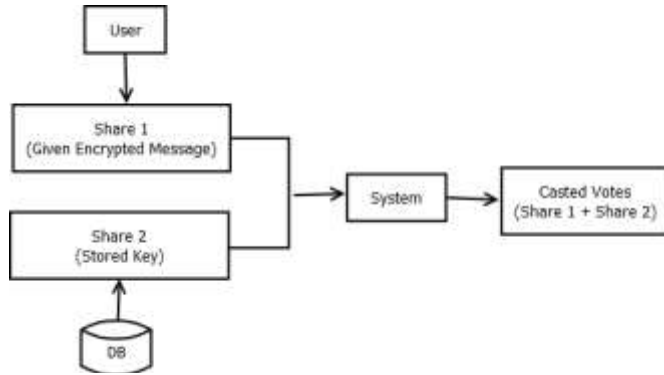 User
Share 1
(Given Encrypted Message)
System
Casted Votes
(Share 1 + Share 2)
Share 2
(Stored Key)
DB